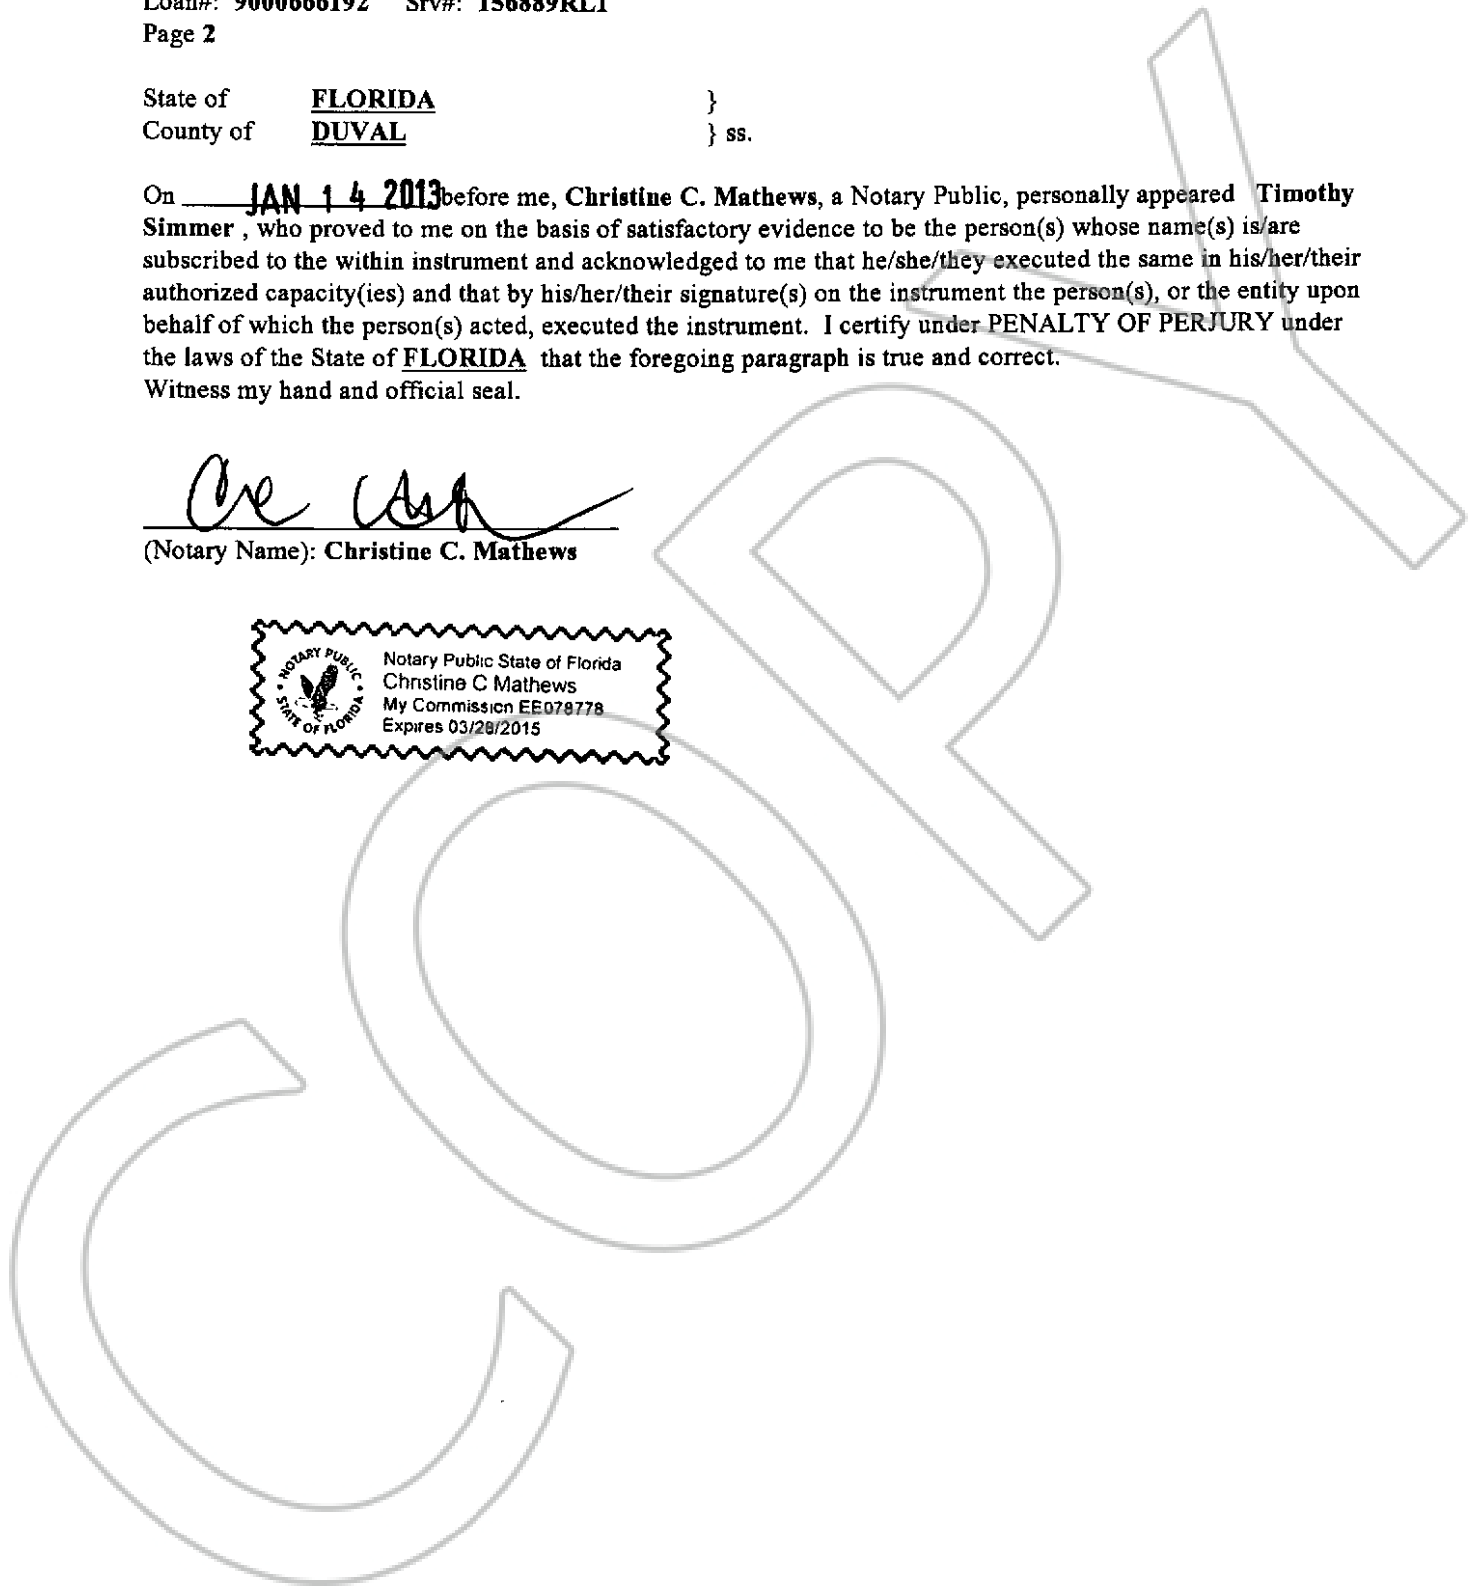 Loan#: 9000666192 Srv#: 156889RL1
Page 2
State of FLORIDA }
County of DUVAL } ss.
On JAN 14 2013 before me, Christine C. Mathews, a Notary Public, personally appeared Timothy
Simmer , who proved to me on the basis of satisfactory evidence to be the person(s) whose name(s) is/are
subscribed to the within instrument and acknowledged to me that he/she/they executed the same in his/her/their
authorized capacity(ies) and that by his/her/their signature(s) on the instrument the person(s), or the entity upon
behalf of which the person(s) acted, executed the instrument. I certify under PENALTY OF PERJURY under
the laws of the State of FLORIDA that the foregoing paragraph is true and correct.
Witness my hand and official seal.
(Notary Name): Christine C. Mathews
NOTARY PUBLIC
STATE OF FLORIDA
Notary Public State of Florida
Christine C Mathews
My Commission EE078778
Expires 03/28/2015
COPY